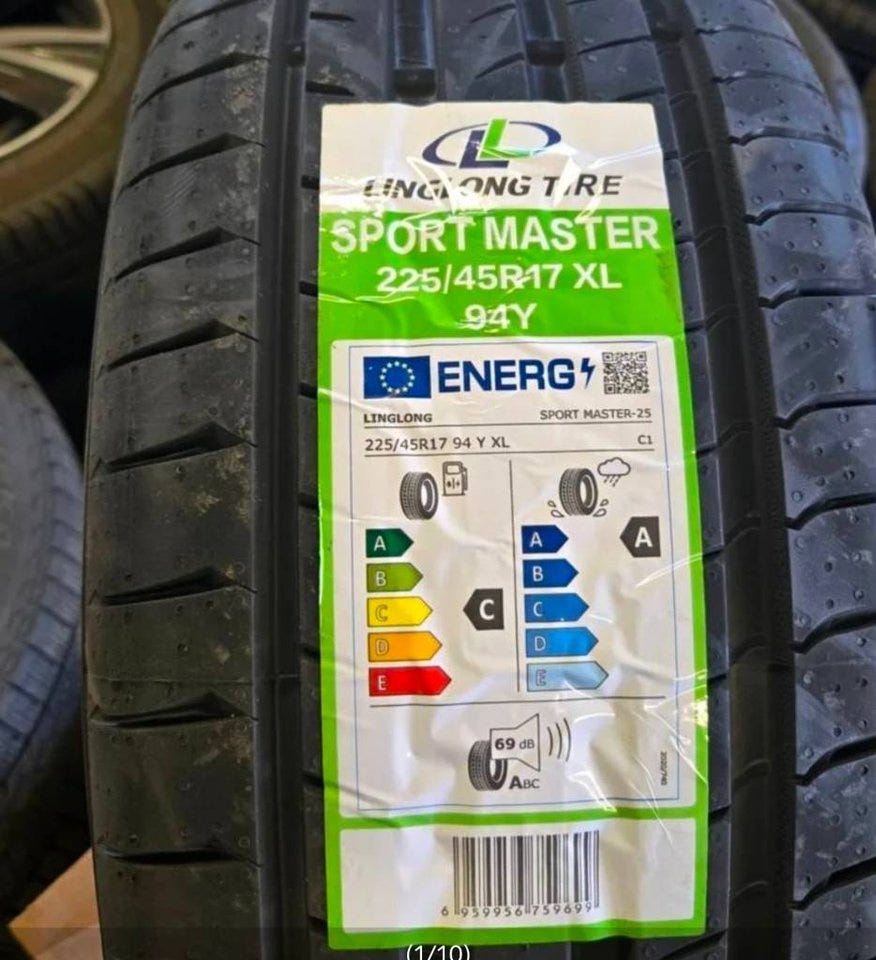 LINGLONG TIRE
SPORT MASTER
225/45R17 XL
94Y
ENERG
LINGLONG SPORT MASTER-25
225/45R17 94 Y XL C1
A A A
B B
C C C
D D
E E
69 dB
ABC
2020/740
6 959956 759699
(1/10)